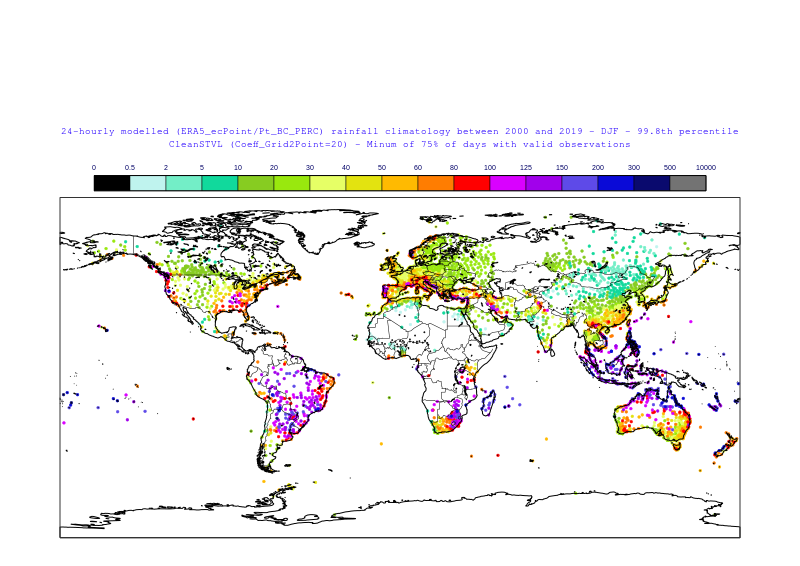 24-hourly modelled (ERA5_ecPoint/Pt_BC_PERC) rainfall climatology between 2000 and 2019 - DJF - 99.8th percentile
CleanSTVL (Coeff_Grid2Point=20) - Minum of 75% of days with valid observations
0 0.5 2 5 10 20 30 40 50 60 80 100 125 150 200 300 500 10000